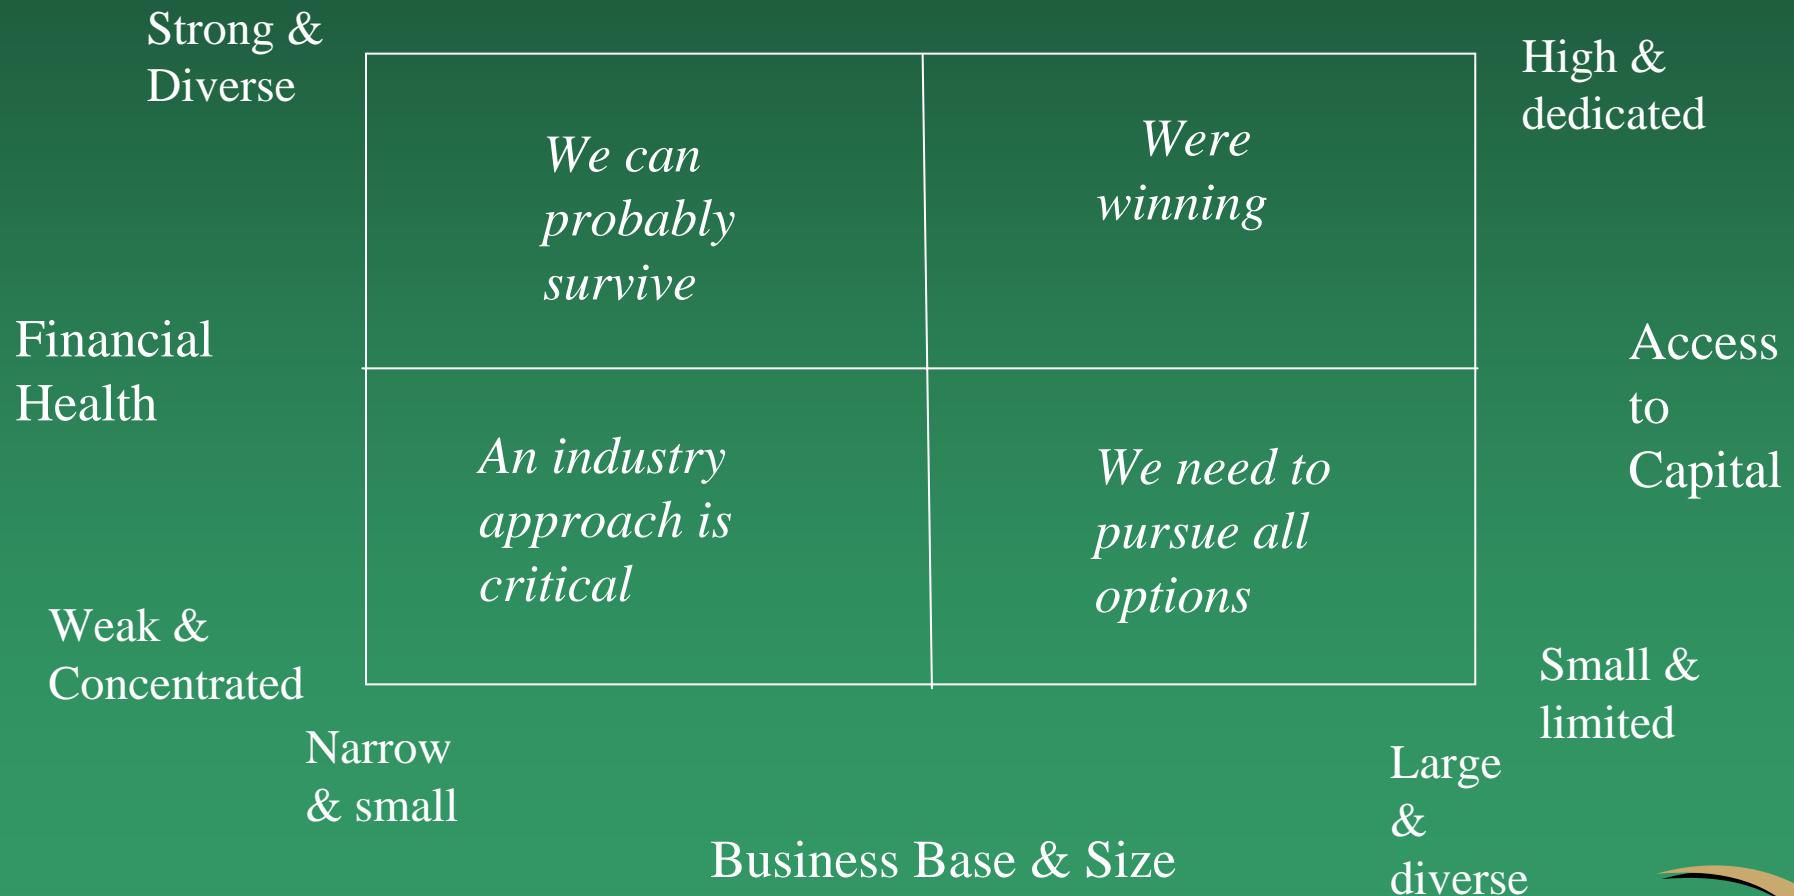 Strong &
Diverse
High &
dedicated
We can
probably
survive
Were
winning
Financial
Health
Access
to
Capital
An industry
approach is
critical
We need to
pursue all
options
Weak &
Concentrated
Small &
limited
Narrow
& small
Large
&
diverse
Business Base & Size